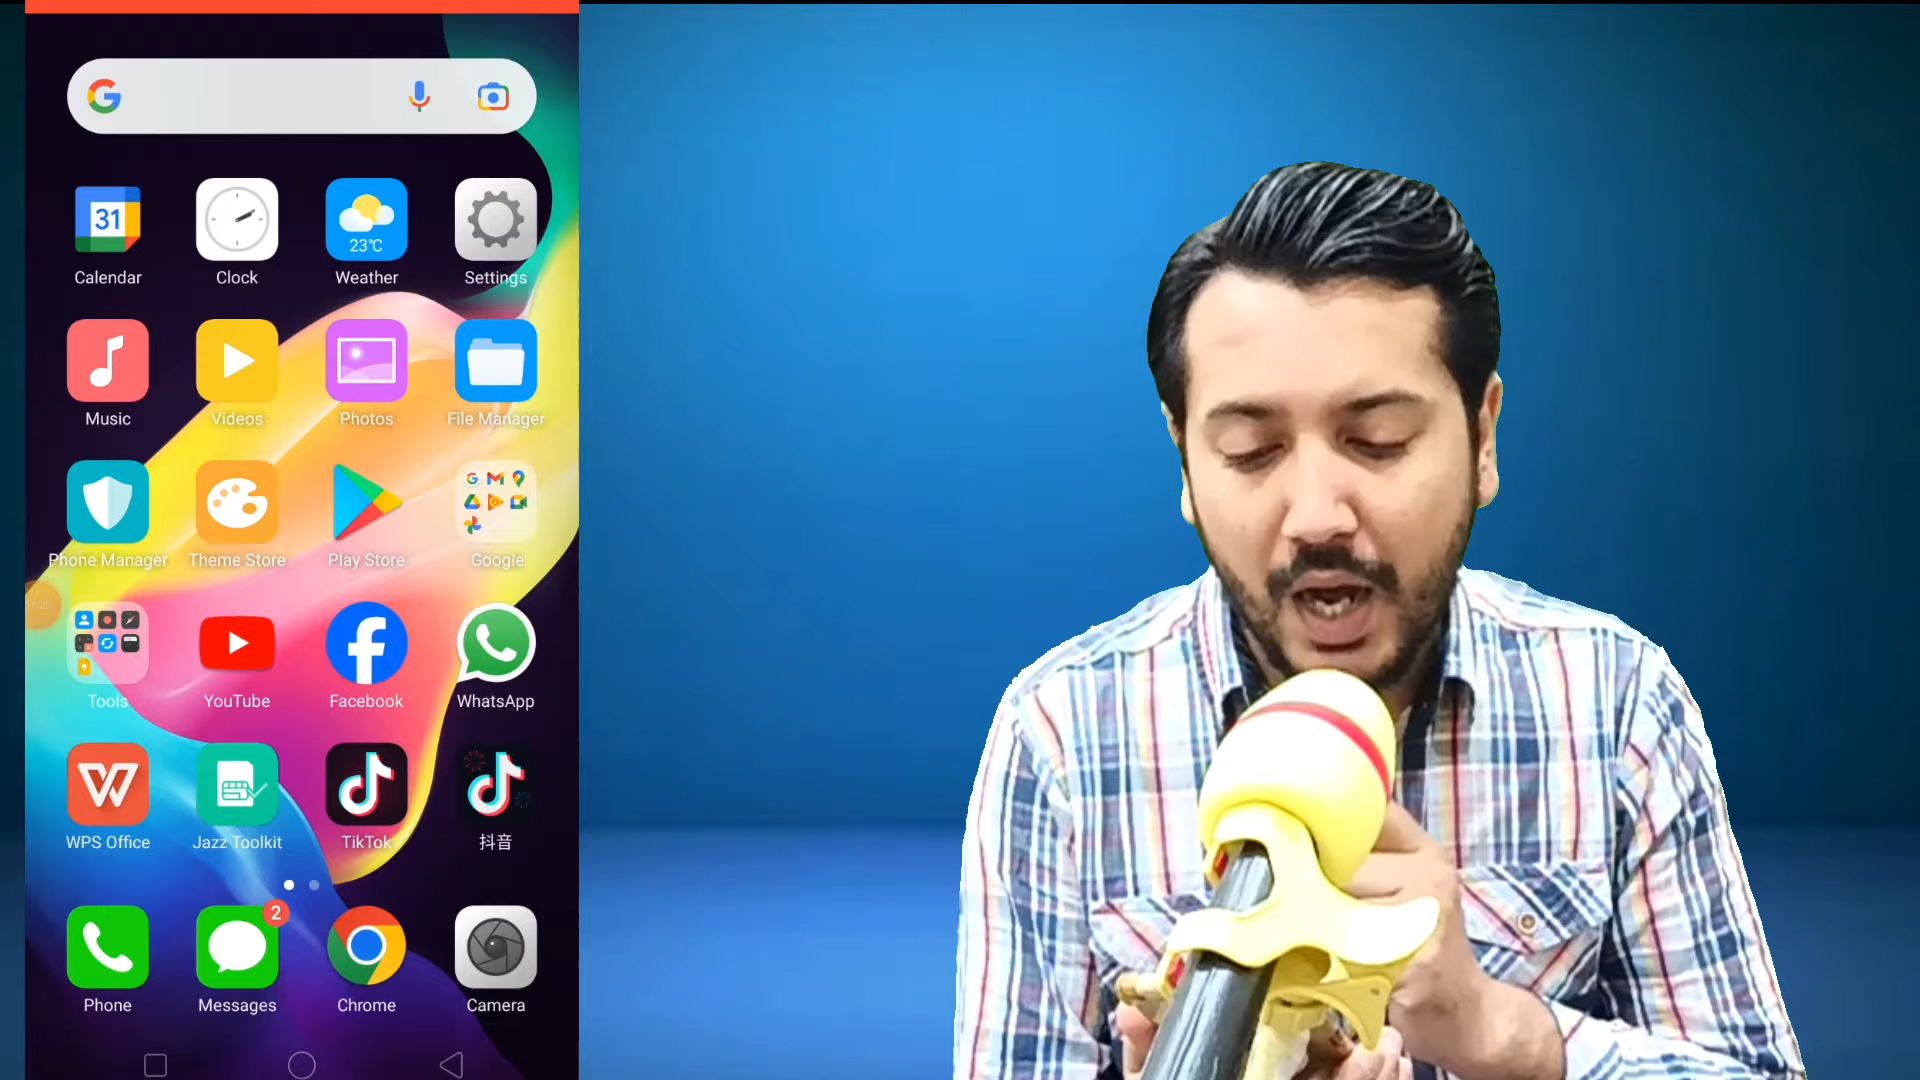 31
23°C
Calendar Clock Weather Settings
Music Videos Photos File Manager
Phone Manager Theme Store Play Store Google
Tools YouTube Facebook WhatsApp
WPS Office Jazz Toolkit TikTok 抖音
2
Phone Messages Chrome Camera